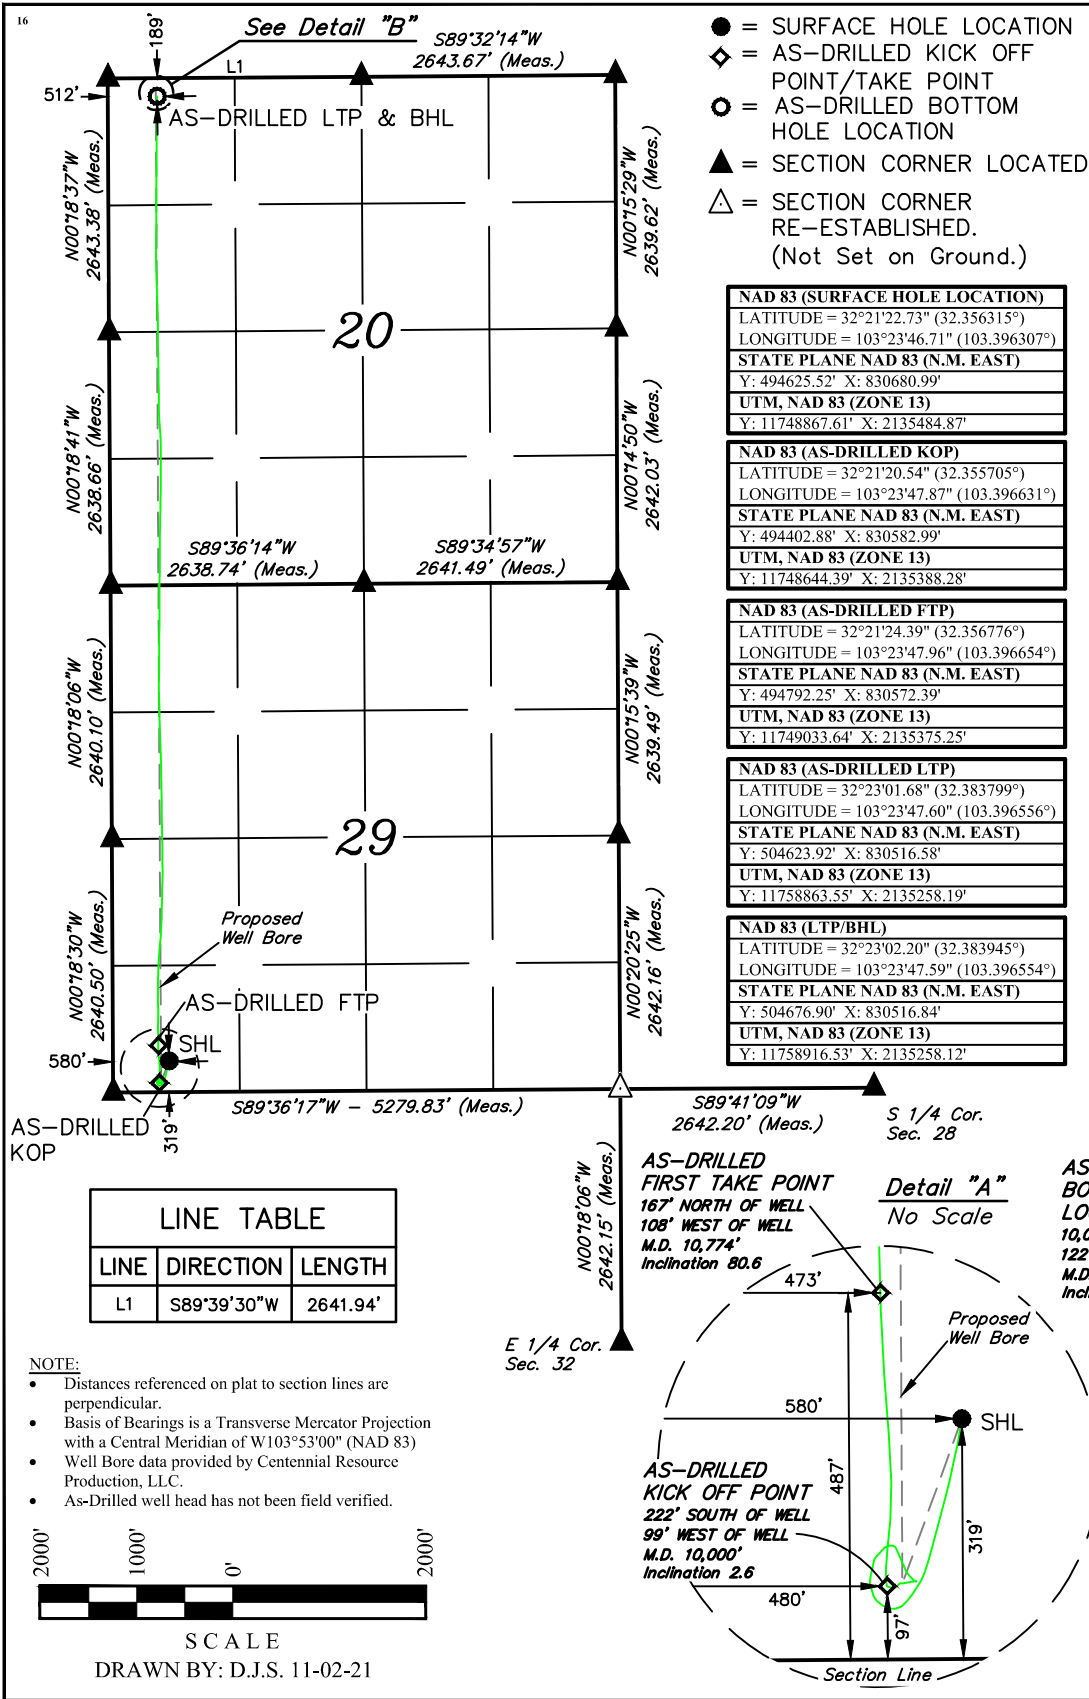 16
See Detail "B"
189'
S89°32'14"W
2643.67' (Meas.)
L1
512'
AS-DRILLED LTP & BHL
N00°18'37"W
2643.38' (Meas.)
N00°15'29"W
2639.62' (Meas.)
20
N00°18'41"W
2638.66' (Meas.)
N00°14'50"W
2642.03' (Meas.)
S89°36'14"W
2638.74' (Meas.)
S89°34'57"W
2641.49' (Meas.)
N00°18'06"W
2640.10' (Meas.)
N00°15'39"W
2639.49' (Meas.)
29
Proposed
Well Bore
N00°18'30"W
2640.50' (Meas.)
N00°20'25"W
2642.16' (Meas.)
AS-DRILLED FTP
SHL
580'
AS-DRILLED
KOP
319'
S89°36'17"W - 5279.83' (Meas.)
S89°41'09"W
2642.20' (Meas.)
S 1/4 Cor.
Sec. 28
N00°18'06"W
2642.15' (Meas.)
E 1/4 Cor.
Sec. 32
= SURFACE HOLE LOCATION
= AS-DRILLED KICK OFF
POINT/TAKE POINT
= AS-DRILLED BOTTOM
HOLE LOCATION
= SECTION CORNER LOCATED
= SECTION CORNER
RE-ESTABLISHED.
(Not Set on Ground.)
NAD 83 (SURFACE HOLE LOCATION)
LATITUDE = 32°21'22.73" (32.356315°)
LONGITUDE = 103°23'46.71" (103.396307°)
STATE PLANE NAD 83 (N.M. EAST)
Y: 494625.52' X: 830680.99'
UTM, NAD 83 (ZONE 13)
Y: 11748867.61' X: 2135484.87'
NAD 83 (AS-DRILLED KOP)
LATITUDE = 32°21'20.54" (32.355705°)
LONGITUDE = 103°23'47.87" (103.396631°)
STATE PLANE NAD 83 (N.M. EAST)
Y: 494402.88' X: 830582.99'
UTM, NAD 83 (ZONE 13)
Y: 11748644.39' X: 2135388.28'
NAD 83 (AS-DRILLED FTP)
LATITUDE = 32°21'24.39" (32.356776°)
LONGITUDE = 103°23'47.96" (103.396654°)
STATE PLANE NAD 83 (N.M. EAST)
Y: 494792.25' X: 830572.39'
UTM, NAD 83 (ZONE 13)
Y: 11749033.64' X: 2135375.25'
NAD 83 (AS-DRILLED LTP)
LATITUDE = 32°23'01.68" (32.383799°)
LONGITUDE = 103°23'47.60" (103.396556°)
STATE PLANE NAD 83 (N.M. EAST)
Y: 504623.92' X: 830516.58'
UTM, NAD 83 (ZONE 13)
Y: 11758863.55' X: 2135258.19'
NAD 83 (LTP/BHL)
LATITUDE = 32°23'02.20" (32.383945°)
LONGITUDE = 103°23'47.59" (103.396554°)
STATE PLANE NAD 83 (N.M. EAST)
Y: 504676.90' X: 830516.84'
UTM, NAD 83 (ZONE 13)
Y: 11758916.53' X: 2135258.12'
LINE TABLE
LINE DIRECTION LENGTH
L1 S89°39'30"W 2641.94'
NOTE:
• Distances referenced on plat to section lines are
perpendicular.
• Basis of Bearings is a Transverse Mercator Projection
with a Central Meridian of W103°53'00" (NAD 83)
• Well Bore data provided by Centennial Resource
Production, LLC.
• As-Drilled well head has not been field verified.
2000'
1000'
0'
2000'
SCALE
DRAWN BY: D.J.S. 11-02-21
AS-DRILLED
FIRST TAKE POINT
167' NORTH OF WELL
108' WEST OF WELL
M.D. 10,774'
Inclination 80.6
Detail "A"
No Scale
473'
Proposed
Well Bore
580'
SHL
487'
AS-DRILLED
KICK OFF POINT
222' SOUTH OF WELL
99' WEST OF WELL
M.D. 10,000'
Inclination 2.6
480'
97'
319'
Section Line
AS
BO
LO
10,0
122
M.D
Incl